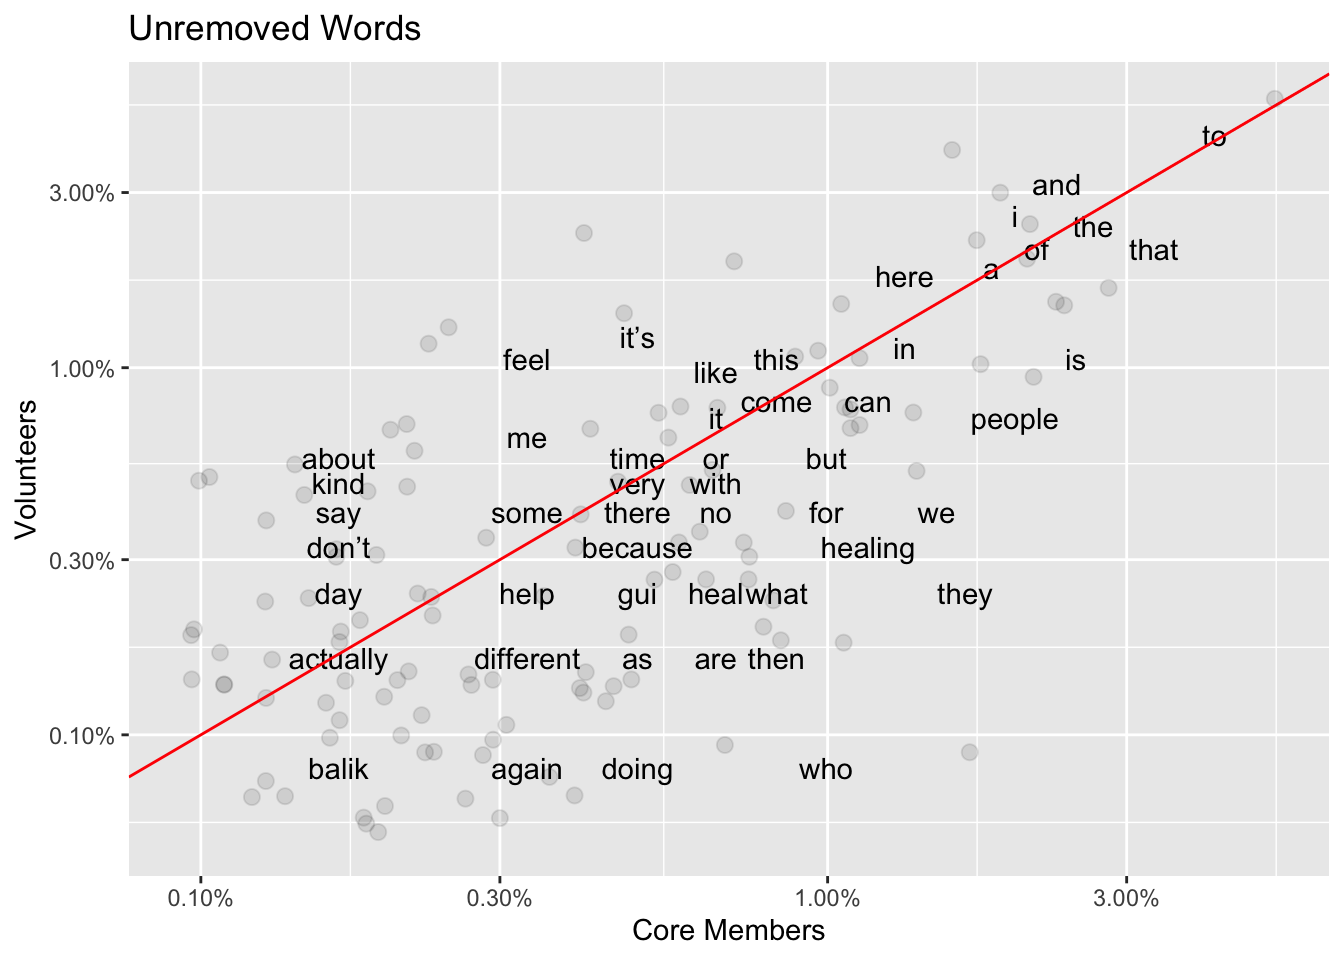 Unremoved Words
to
and
3.00%
i
the
of
that
a
here
it’s
in
feel
this
is
1.00%
like
come
can
it
people
me
about
time
or
but
kind
very
with
say
some
there
no
for
we
don’t
because
healing
0.30%
day
help
gui
heal
what
they
actually
different
as
are
then
0.10%
balik
again
doing
who
Volunteers
0.10%
0.30%
1.00%
3.00%
Core Members